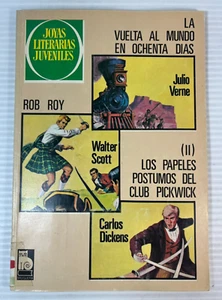 JOYAS
LITERARIAS
JUVENILES
LA
VUELTA AL MUNDO
EN OCHENTA DIAS
Julio
Verne
ROB ROY
Walter
Scott
(II)
LOS PAPELES
POSTUMOS DEL
CLUB PICKWICK
Carlos
Dickens